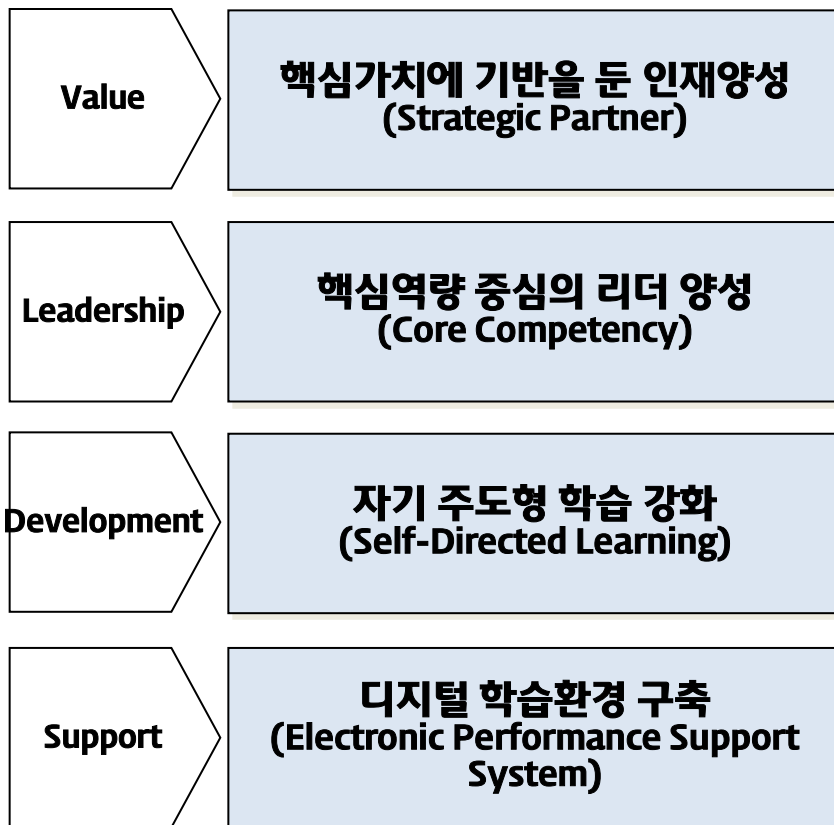 Value
핵심가치에 기반을 둔 인재양성
(Strategic Partner)
Leadership
핵심역량 중심의 리더 양성
(Core Competency)
Development
자기 주도형 학습 강화
(Self-Directed Learning)
Support
디지털 학습환경 구축
(Electronic Performance Support
System)